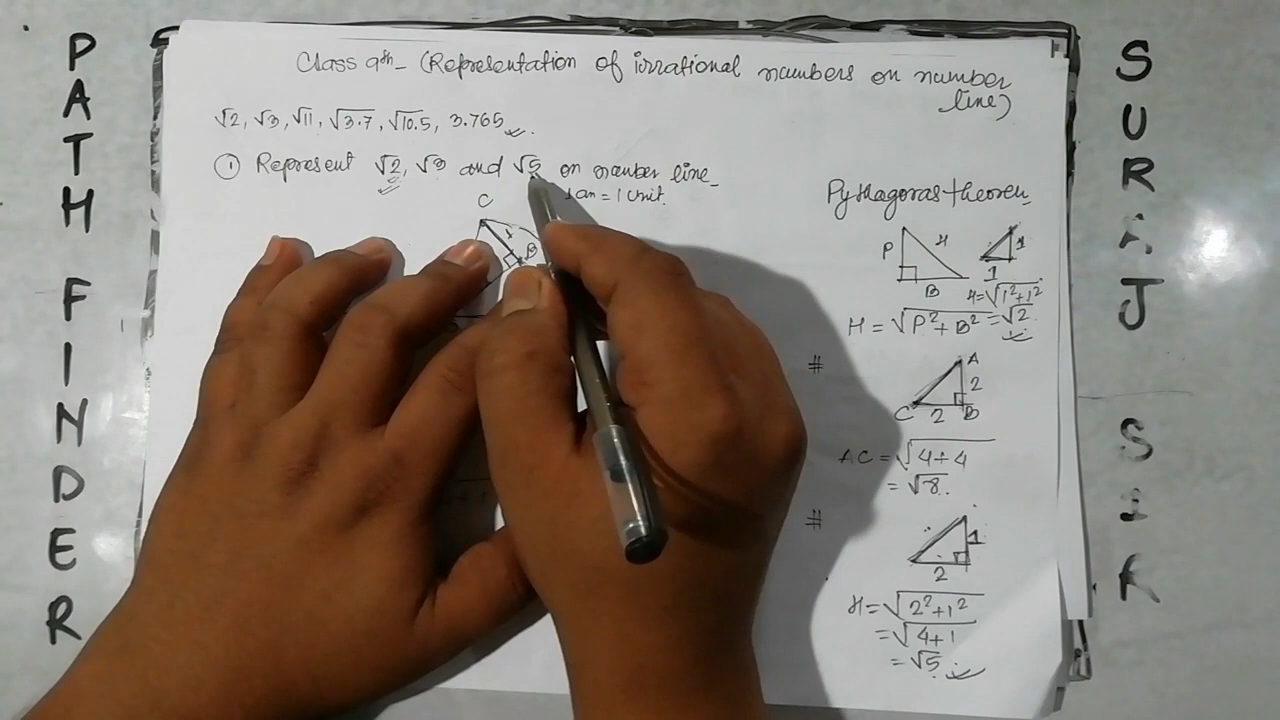 PATH FINDER
Class 9th - (Representation of irrational numbers on number
line)
√2, √3, √11, √3.7, √10.5, 3.765
① Represent √2, √3 and √5 on number line
= 1 Unit.
C
B
Pythagoras theorem
P H 1
B 1
H = √1²+1²
H = √P²+B² = √2
# A
2
C 2 B
AC = √4+4
= √8.
#
1
2
H = √2²+1²
= √4+1
= √5
SURAJ SIR